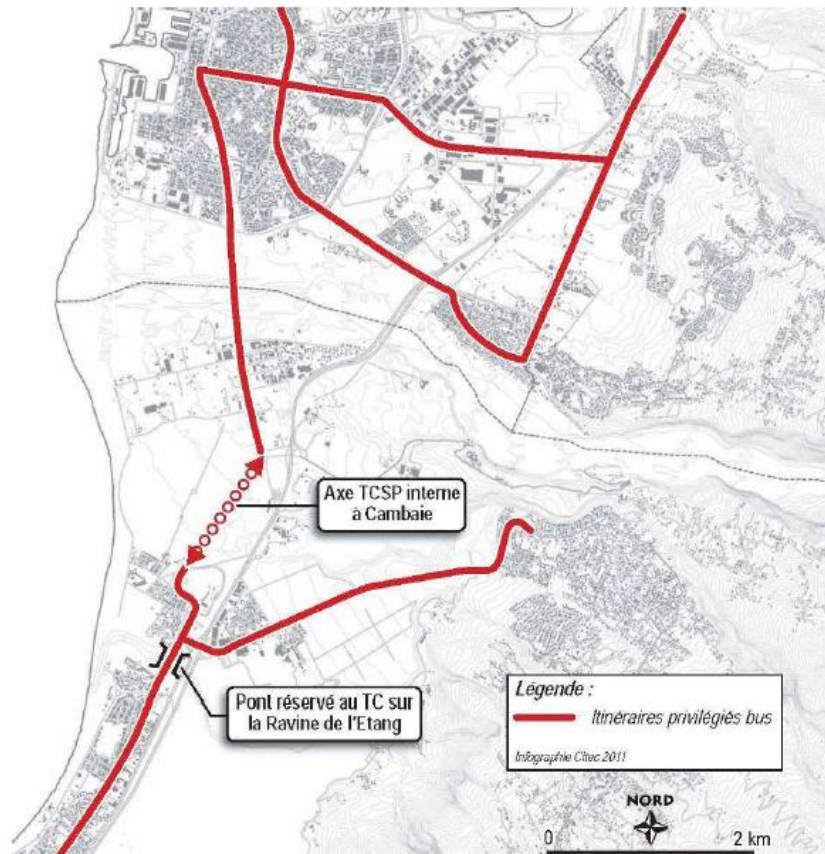 Axe TCSP interne
à Cambaie
Pont réservé au TC sur
la Ravine de l'Etang
Légende :
Itinéraires privilégiés bus
Infographie Citec 2011
NORD
0 2 km